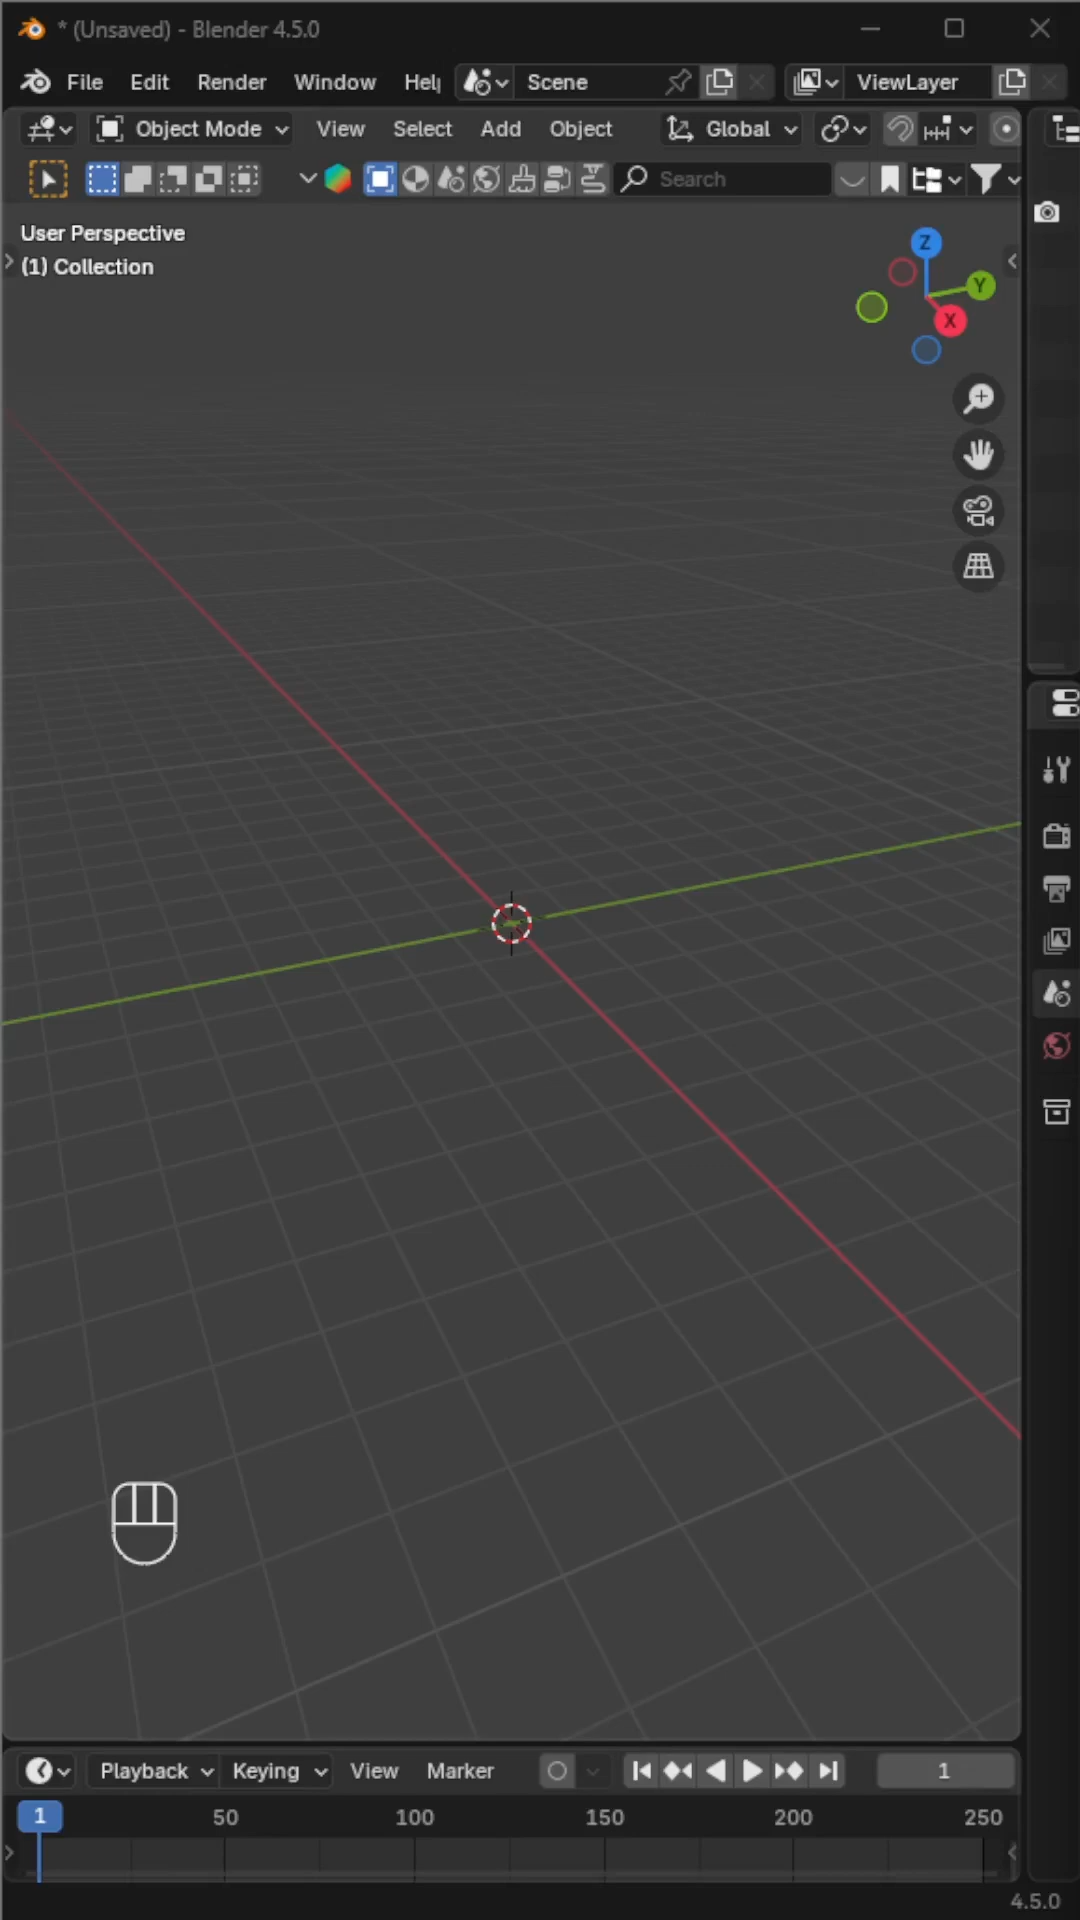 * (Unsaved) - Blender 4.5.0
File Edit Render Window Hel Scene ViewLayer
Object Mode View Select Add Object Global
Search
User Perspective
(1) Collection
Z
Y
X
Playback Keying View Marker 1
1 50 100 150 200 250
4.5.0